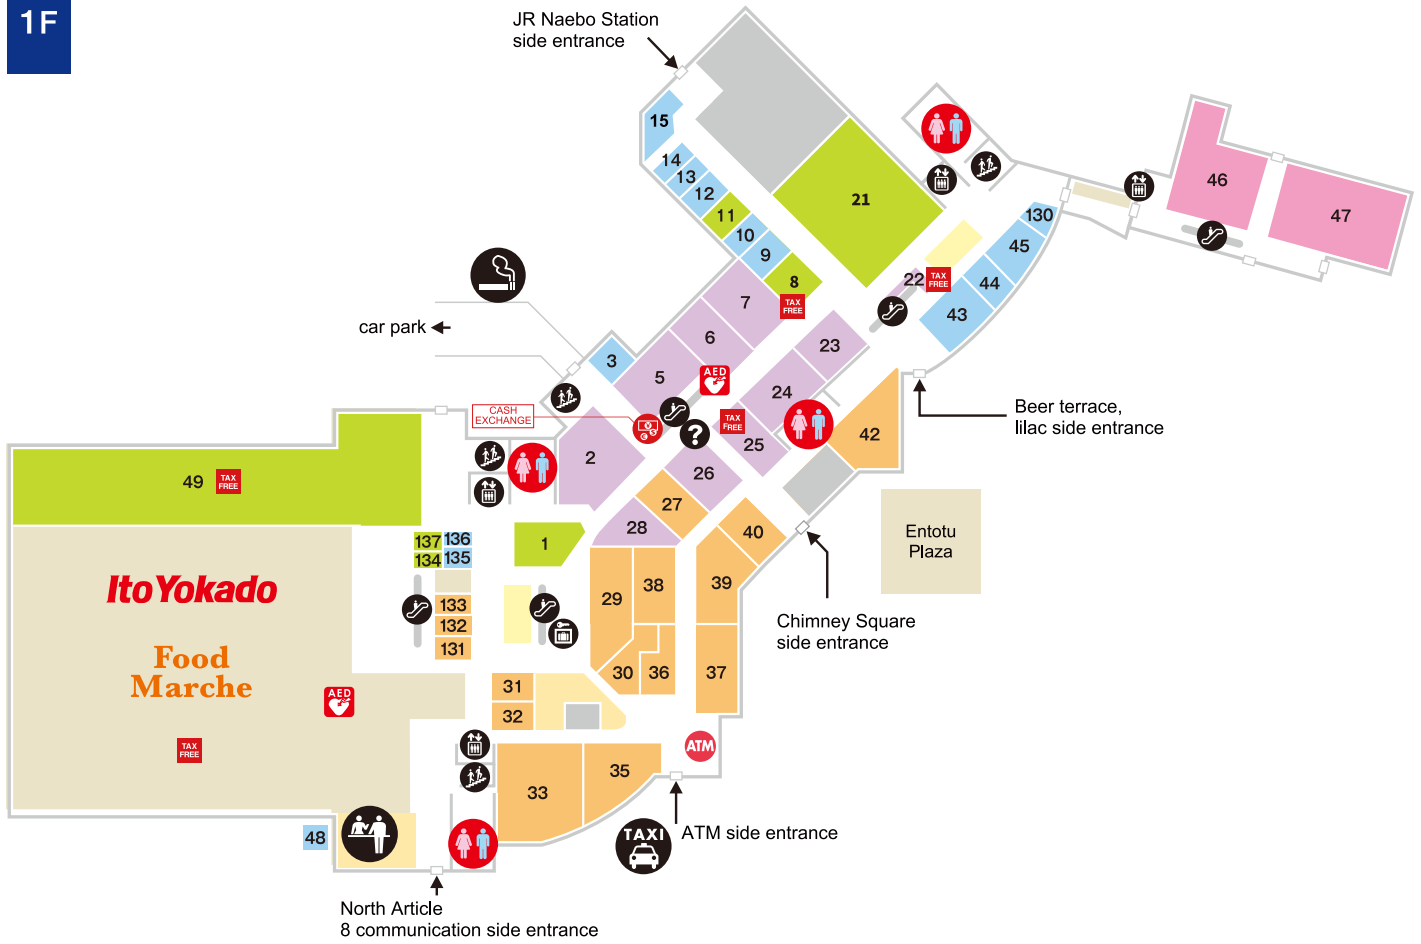 1F
JR Naebo Station
side entrance
15
14
13
12
11
10
9
8
TAX
FREE
21
130
45
44
43
22
TAX
FREE
46
47
car park
3
7
6
5
AED
23
24
25
TAX
FREE
CASH
EXCHANGE
?
2
26
27
28
42
Beer terrace,
lilac side entrance
49
TAX
FREE
137
136
134
135
1
133
132
131
29
38
30
36
40
39
37
Entotu
Plaza
Chimney Square
side entrance
Ito Yokado
Food
Marche
AED
TAX
FREE
31
32
33
35
ATM
48
TAXI
ATM side entrance
North Article
8 communication side entrance